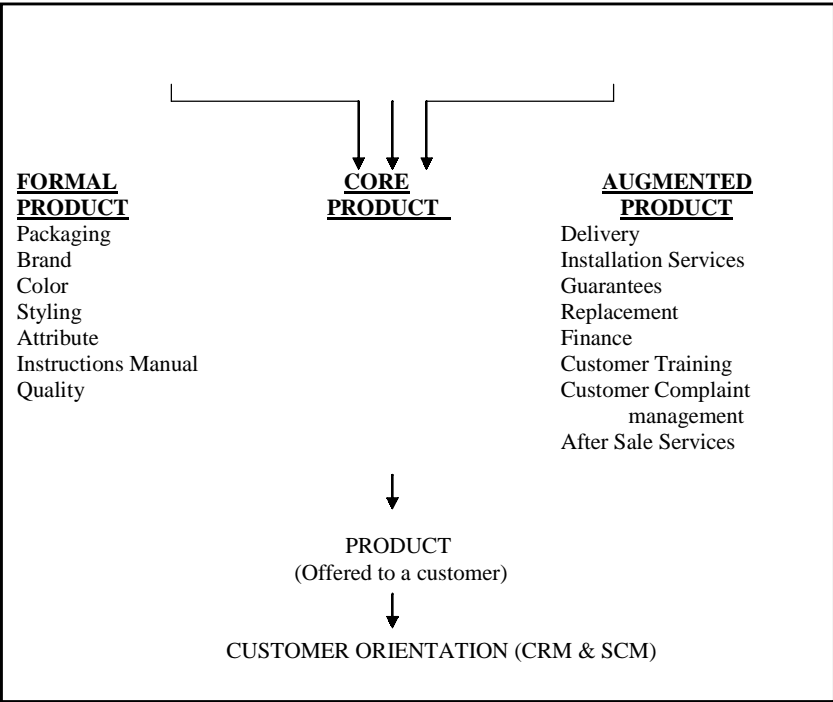 FORMAL
PRODUCT
Packaging
Brand
Color
Styling
Attribute
Instructions Manual
Quality
CORE
PRODUCT
AUGMENTED
PRODUCT
Delivery
Installation Services
Guarantees
Replacement
Finance
Customer Training
Customer Complaint
management
After Sale Services
PRODUCT
(Offered to a customer)
CUSTOMER ORIENTATION (CRM & SCM)